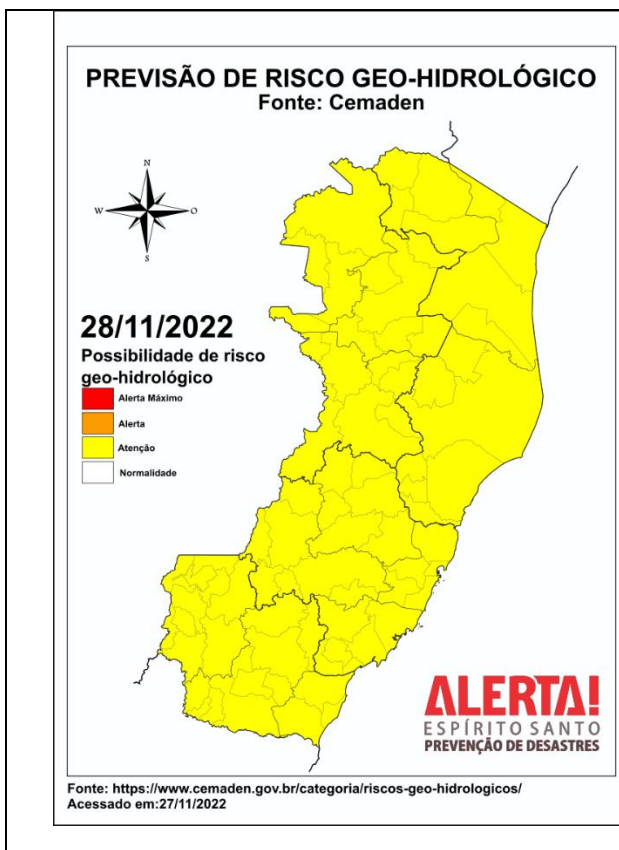 PREVISÃO DE RISCO GEO-HIDROLÓGICO
Fonte: Cemaden
N
W
O
S
28/11/2022
Possibilidade de risco
geo-hidrológico
Alerta Máximo
Alerta
Atenção
Normalidade
ALERTA!
ESPÍRITO SANTO
PREVENÇÃO DE DESASTRES
Fonte: https://www.cemaden.gov.br/categoria/riscos-geo-hidrologicos/
Acessado em:27/11/2022